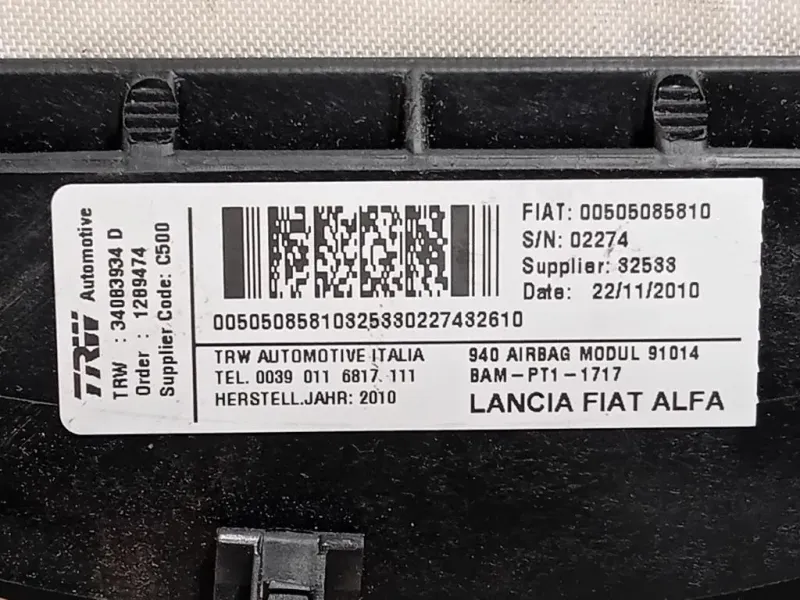 TRW Automotive
TRW : 34083934 D
Order : 1289474
Supplier Code: C500
FIAT: 00505085810
S/N: 02274
Supplier: 32533
Date: 22/11/2010
005050858103253302274​32610
TRW AUTOMOTIVE ITALIA
TEL. 0039 011 6817 111
HERSTELL.JAHR: 2010
940 AIRBAG MODUL 91014
BAM-PT1-1717
LANCIA FIAT ALFA